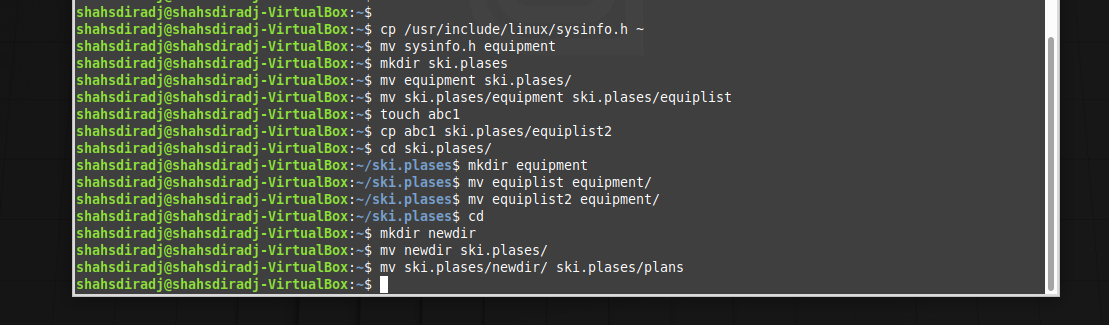 shahsdiradj@shahsdiradj-VirtualBox:~$
shahsdiradj@shahsdiradj-VirtualBox:~$ cp /usr/include/linux/sysinfo.h ~
shahsdiradj@shahsdiradj-VirtualBox:~$ mv sysinfo.h equipment
shahsdiradj@shahsdiradj-VirtualBox:~$ mkdir ski.plases
shahsdiradj@shahsdiradj-VirtualBox:~$ mv equipment ski.plases/
shahsdiradj@shahsdiradj-VirtualBox:~$ mv ski.plases/equipment ski.plases/equiplist
shahsdiradj@shahsdiradj-VirtualBox:~$ touch abc1
shahsdiradj@shahsdiradj-VirtualBox:~$ cp abc1 ski.plases/equiplist2
shahsdiradj@shahsdiradj-VirtualBox:~$ cd ski.plases/
shahsdiradj@shahsdiradj-VirtualBox:~/ski.plases$ mkdir equipment
shahsdiradj@shahsdiradj-VirtualBox:~/ski.plases$ mv equiplist equipment/
shahsdiradj@shahsdiradj-VirtualBox:~/ski.plases$ mv equiplist2 equipment/
shahsdiradj@shahsdiradj-VirtualBox:~/ski.plases$ cd
shahsdiradj@shahsdiradj-VirtualBox:~$ mkdir newdir
shahsdiradj@shahsdiradj-VirtualBox:~$ mv newdir ski.plases/
shahsdiradj@shahsdiradj-VirtualBox:~$ mv ski.plases/newdir/ ski.plases/plans
shahsdiradj@shahsdiradj-VirtualBox:~$